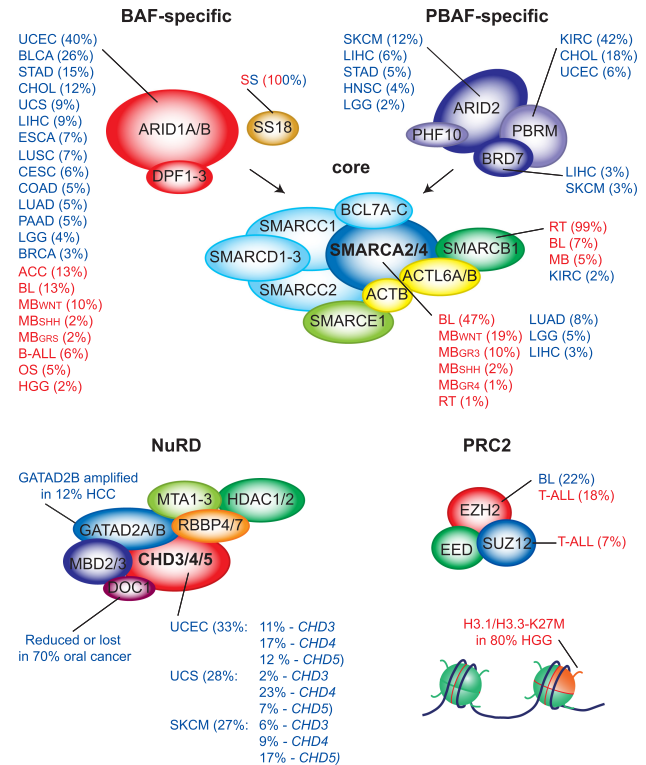 BAF-specific
UCEC (40%)
BLCA (26%)
STAD (15%)
CHOL (12%)
UCS (9%)
LIHC (9%)
ESCA (7%)
LUSC (7%)
CESC (6%)
COAD (5%)
LUAD (5%)
PAAD (5%)
LGG (4%)
BRCA (3%)
ACC (13%)
BL (13%)
MBWNT (10%)
MBSHH (2%)
MBGRS (2%)
B-ALL (6%)
OS (5%)
HGG (2%)
ARID1A/B
DPF1-3
SS (100%)
SS18
PBAF-specific
SKCM (12%)
LIHC (6%)
STAD (5%)
HNSC (4%)
LGG (2%)
KIRC (42%)
CHOL (18%)
UCEC (6%)
ARID2
PHF10
PBRM
BRD7
LIHC (3%)
SKCM (3%)
core
BCL7A-C
SMARCC1
SMARCA2/4
SMARCB1
SMARCD1-3
ACTL6A/B
SMARCC2
ACTB
SMARCE1
RT (99%)
BL (7%)
MB (5%)
KIRC (2%)
BL (47%)
MBWNT (19%)
MBGR3 (10%)
MBSHH (2%)
MBGR4 (1%)
RT (1%)
LUAD (8%)
LGG (5%)
LIHC (3%)
NuRD
GATAD2B amplified
in 12% HCC
MTA1-3
HDAC1/2
GATAD2A/B
RBBP4/7
MBD2/3
CHD3/4/5
DOC1
Reduced or lost
in 70% oral cancer
UCEC (33%: 11% - CHD3
17% - CHD4
12 % - CHD5)
UCS (28%: 2% - CHD3
23% - CHD4
7% - CHD5)
SKCM (27%: 6% - CHD3
9% - CHD4
17% - CHD5)
PRC2
BL (22%)
T-ALL (18%)
EZH2
EED
SUZ12
T-ALL (7%)
H3.1/H3.3-K27M
in 80% HGG